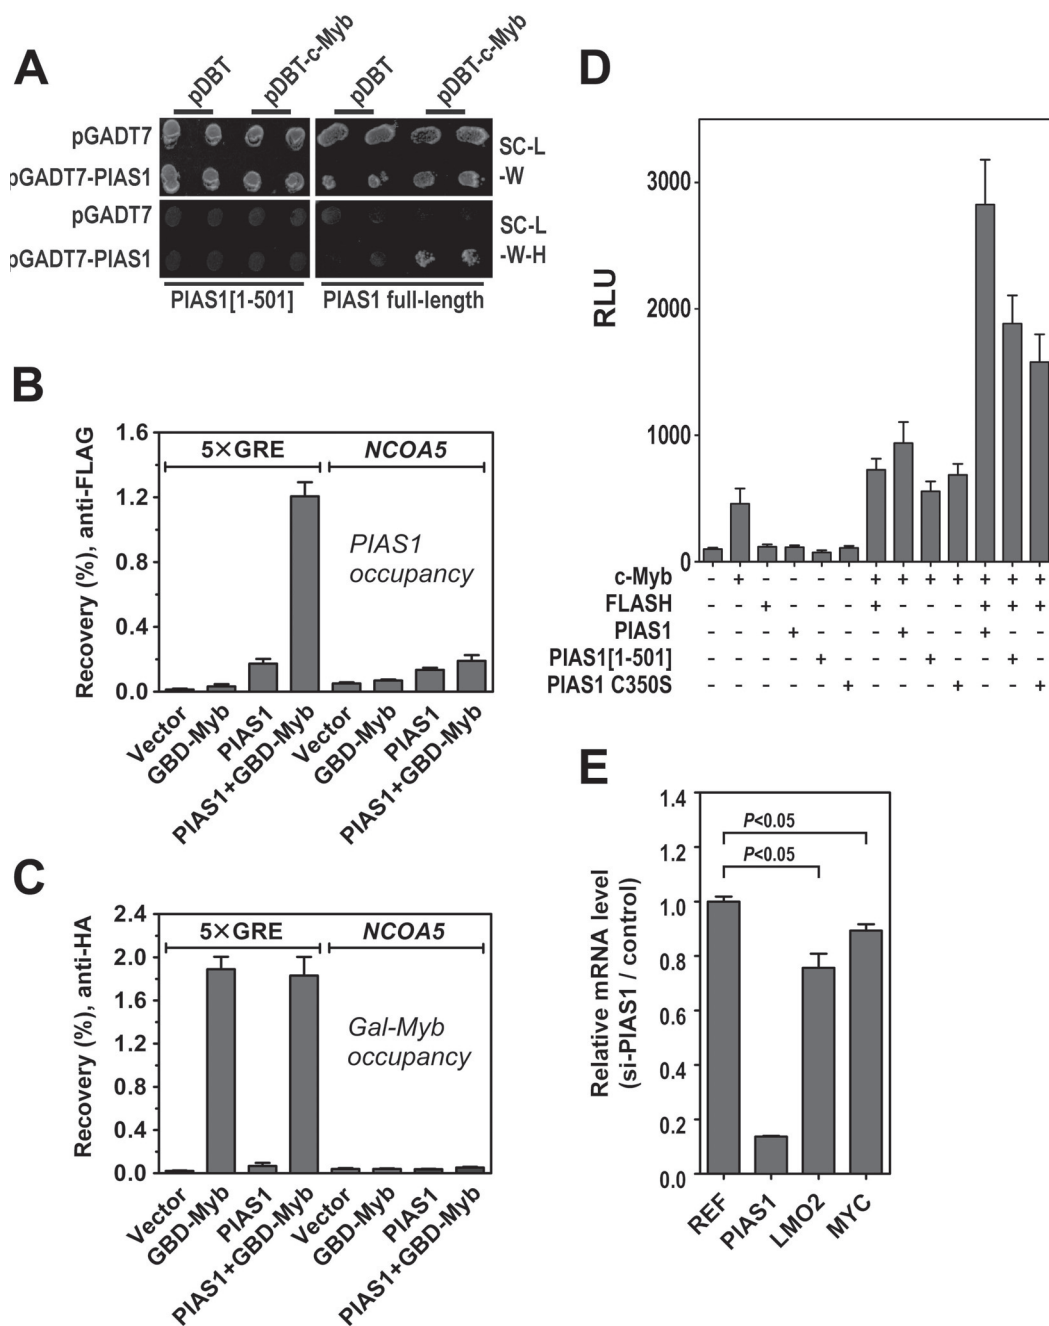 A
pDBT
pDBT-c-Myb
pDBT
pDBT-c-Myb
pGADT7
SC-L
pGADT7-PIAS1
-W
pGADT7
SC-L
pGADT7-PIAS1
-W-H
PIAS1[1-501]
PIAS1 full-length
B
Recovery (%), anti-FLAG
1.6
1.2
0.8
0.4
0.0
5×GRE
NCOA5
PIAS1
occupancy
Vector
GBD-Myb
PIAS1
PIAS1+GBD-Myb
Vector
GBD-Myb
PIAS1
PIAS1+GBD-Myb
C
Recovery (%), anti-HA
2.4
2.0
1.6
1.2
0.8
0.4
0.0
5×GRE
NCOA5
Gal-Myb
occupancy
Vector
GBD-Myb
PIAS1
PIAS1+GBD-Myb
Vector
GBD-Myb
PIAS1
PIAS1+GBD-Myb
D
RLU
3000
2000
1000
0
c-Myb - + - - - - + + + + + + +
FLASH - - + - - - + - - - + + +
PIAS1 - - - + - - - + - - + - -
PIAS1[1-501] - - - - + - - - + - - + -
PIAS1 C350S - - - - - + - - - + - - +
E
Relative mRNA level
(si-PIAS1 / control)
1.4
1.2
1.0
0.8
0.6
0.4
0.2
0.0
P<0.05
P<0.05
REF
PIAS1
LMO2
MYC